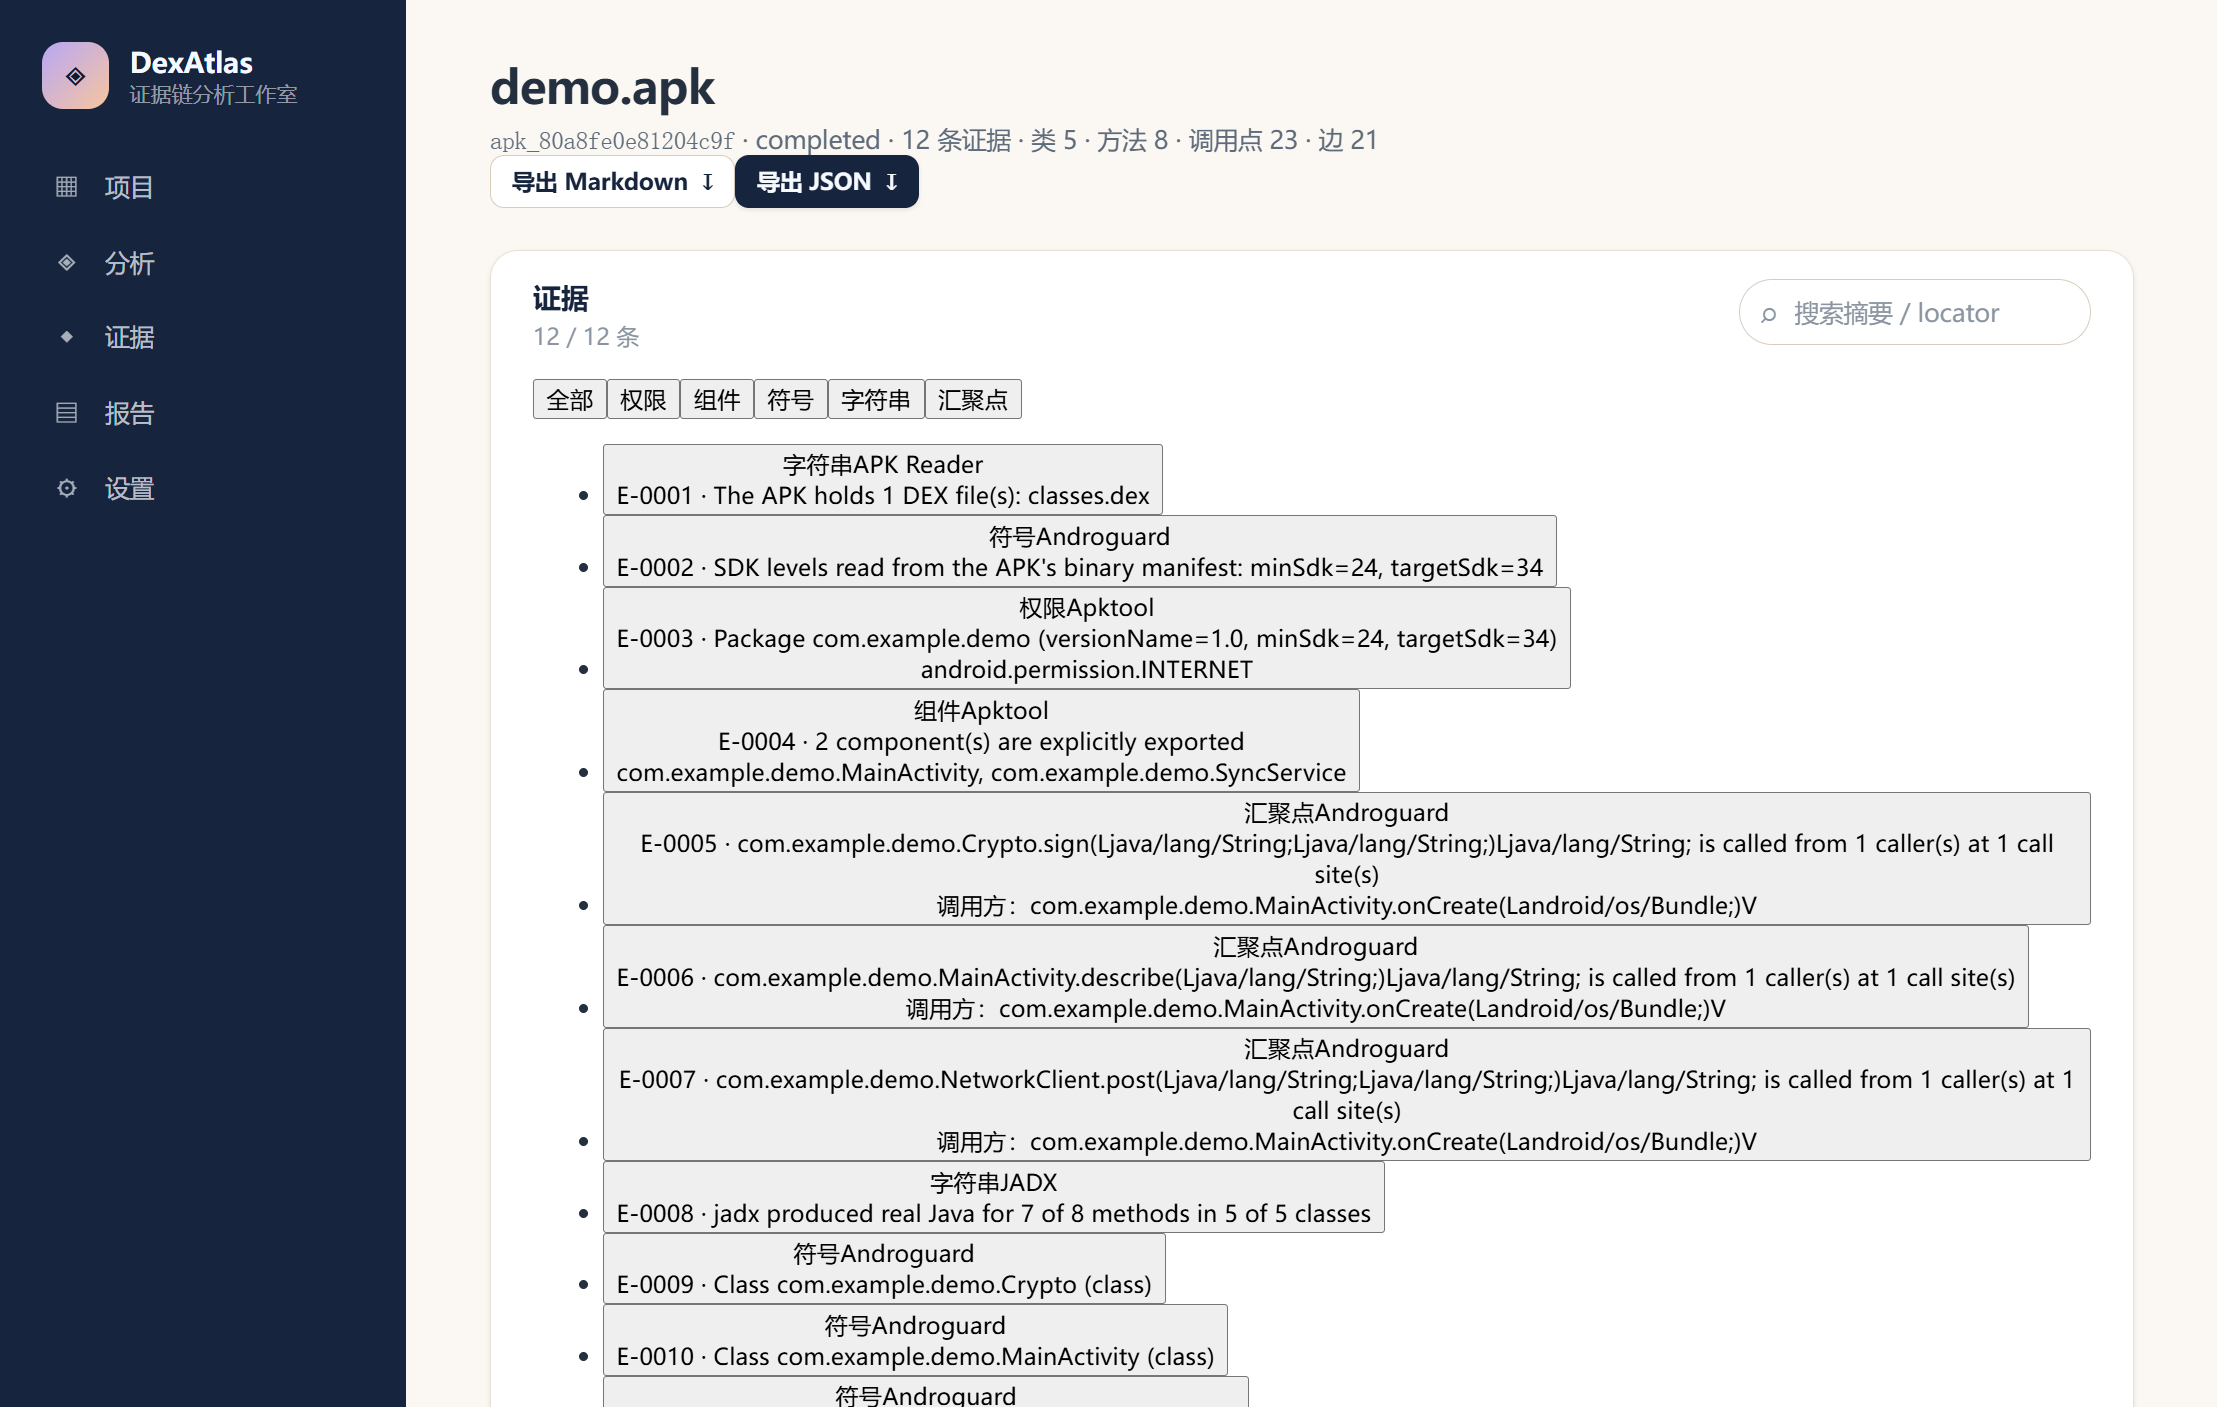 DexAtlas
证据链分析工作室
项目
分析
证据
报告
设置
demo.apk
apk_80a8fe0e81204c9f · completed · 12 条证据 · 类 5 · 方法 8 · 调用点 23 · 边 21
导出 Markdown ↧
导出 JSON ↧
证据
12 / 12 条
搜索摘要 / locator
全部
权限
组件
符号
字符串
汇聚点
字符串APK Reader
E-0001 · The APK holds 1 DEX file(s): classes.dex
符号Androguard
E-0002 · SDK levels read from the APK's binary manifest: minSdk=24, targetSdk=34
权限Apktool
E-0003 · Package com.example.demo (versionName=1.0, minSdk=24, targetSdk=34)
android.permission.INTERNET
组件Apktool
E-0004 · 2 component(s) are explicitly exported
com.example.demo.MainActivity, com.example.demo.SyncService
汇聚点Androguard
E-0005 · com.example.demo.Crypto.sign(Ljava/lang/String;Ljava/lang/String;)Ljava/lang/String; is called from 1 caller(s) at 1 call
site(s)
调用方：com.example.demo.MainActivity.onCreate(Landroid/os/Bundle;)V
汇聚点Androguard
E-0006 · com.example.demo.MainActivity.describe(Ljava/lang/String;)Ljava/lang/String; is called from 1 caller(s) at 1 call site(s)
调用方：com.example.demo.MainActivity.onCreate(Landroid/os/Bundle;)V
汇聚点Androguard
E-0007 · com.example.demo.NetworkClient.post(Ljava/lang/String;Ljava/lang/String;)Ljava/lang/String; is called from 1 caller(s) at 1
call site(s)
调用方：com.example.demo.MainActivity.onCreate(Landroid/os/Bundle;)V
字符串JADX
E-0008 · jadx produced real Java for 7 of 8 methods in 5 of 5 classes
符号Androguard
E-0009 · Class com.example.demo.Crypto (class)
符号Androguard
E-0010 · Class com.example.demo.MainActivity (class)
符号Androguard